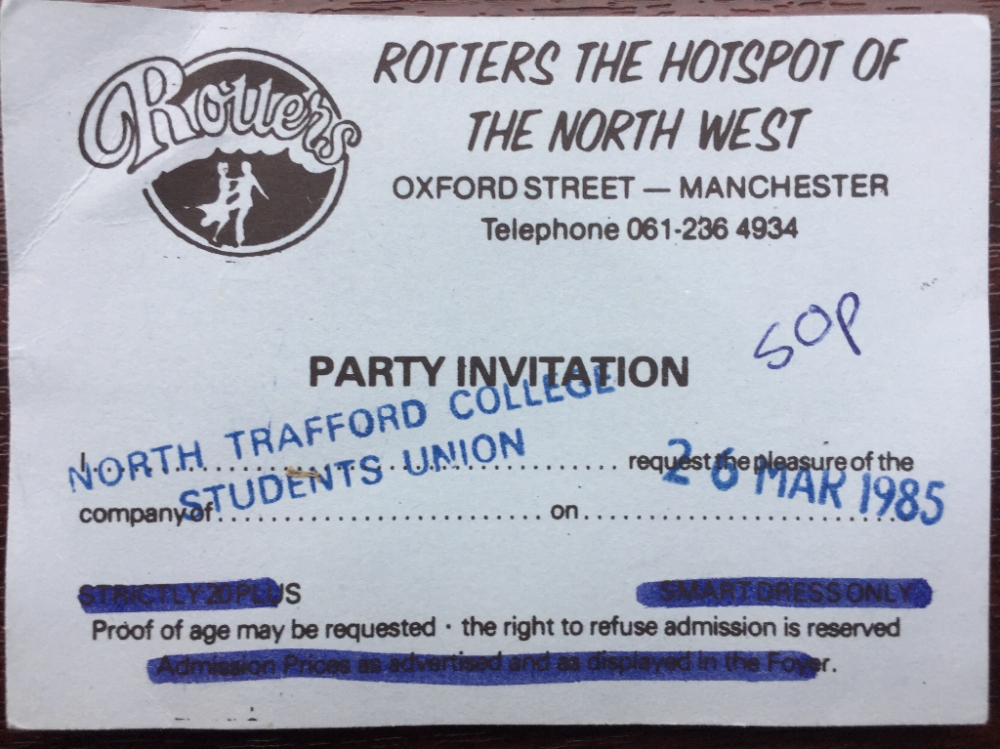 Rotters
ROTTERS THE HOTSPOT OF
THE NORTH WEST
OXFORD STREET — MANCHESTER
Telephone 061-236 4934
50p
PARTY INVITATION
NORTH TRAFFORD COLLEGE
STUDENTS UNION
26 MAR 1985
I.......................................................... request the pleasure of the
company of.................................... on...................................
STRICTLY 20 PLUS
SMART DRESS ONLY
Proof of age may be requested · the right to refuse admission is reserved
Admission Prices as advertised and as displayed in the Foyer.